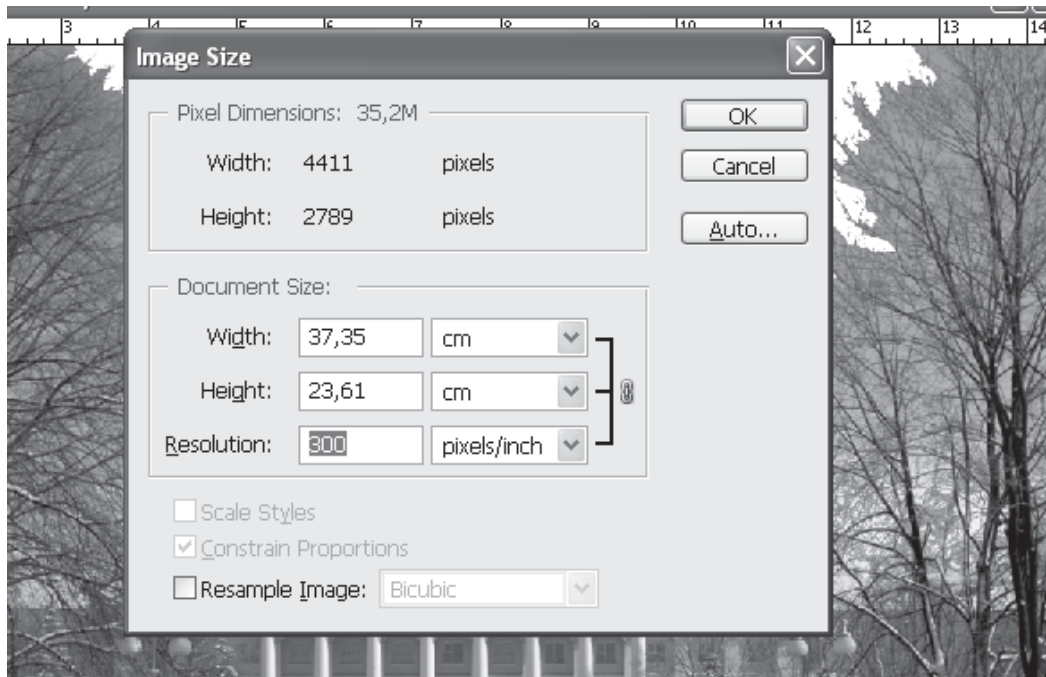 3 4 5 6 7 8 9 10 11 12 13 14
Image Size
Pixel Dimensions: 35,2M
OK
Width: 4411 pixels
Cancel
Height: 2789 pixels
Auto...
Document Size:
Width: 37,35 cm
Height: 23,61 cm
Resolution: 300 pixels/inch
Scale Styles
Constrain Proportions
Resample Image: Bicubic